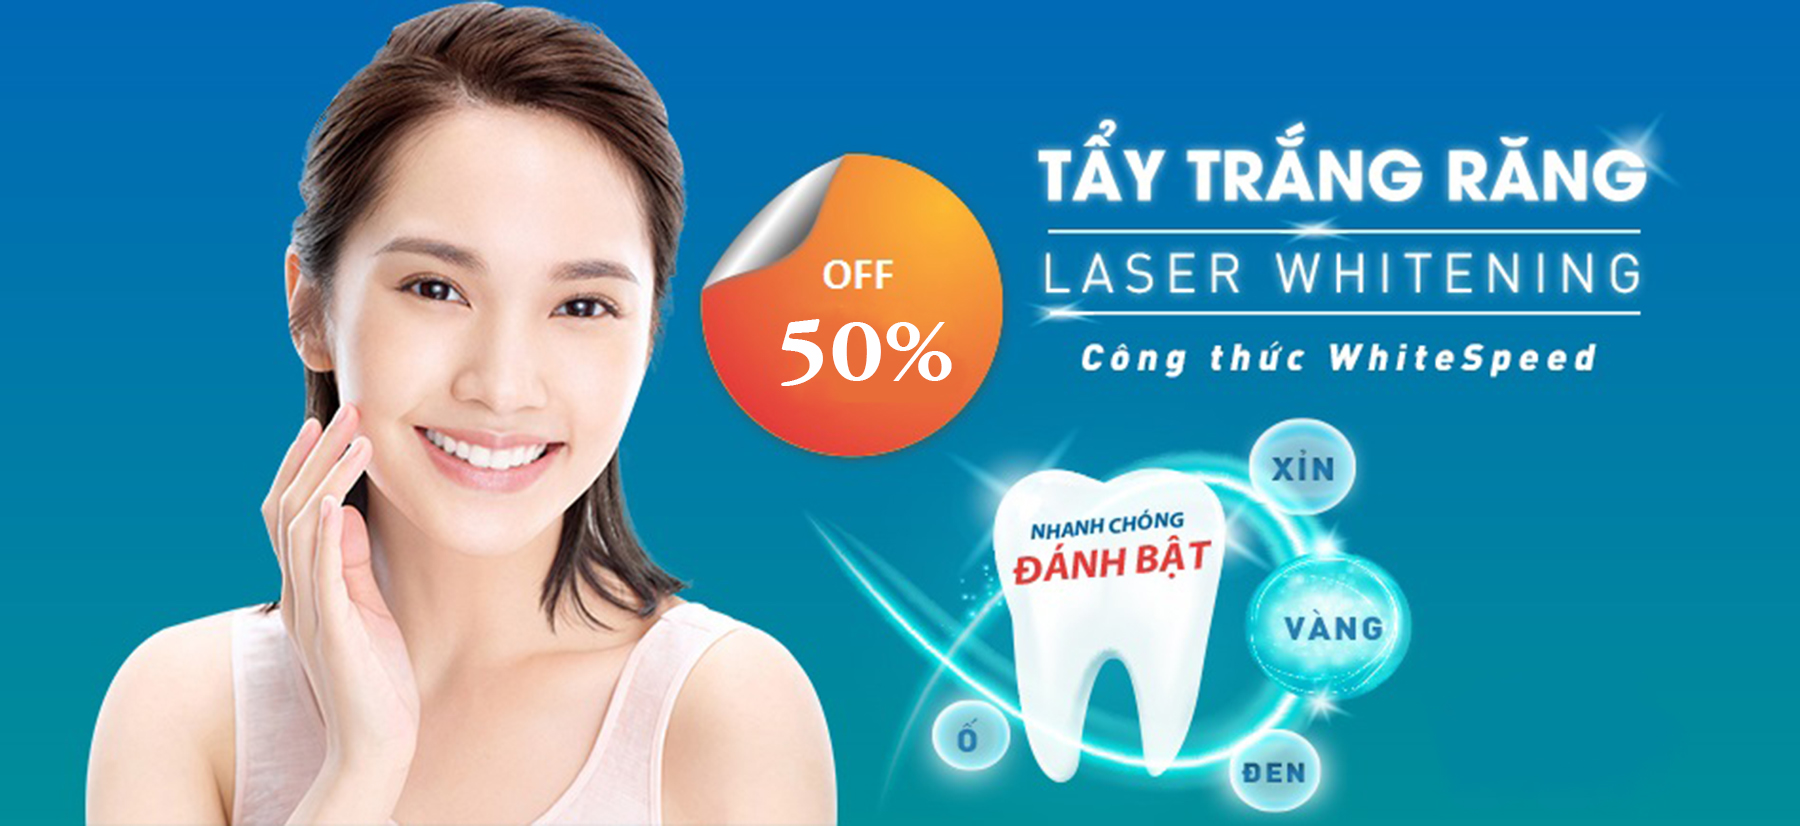 TẨY TRẮNG RĂNG
LASER WHITENING
Công thức WhiteSpeed
OFF
50%
NHANH CHÓNG
ĐÁNH BẬT
XỈN
VÀNG
ĐEN
Ố